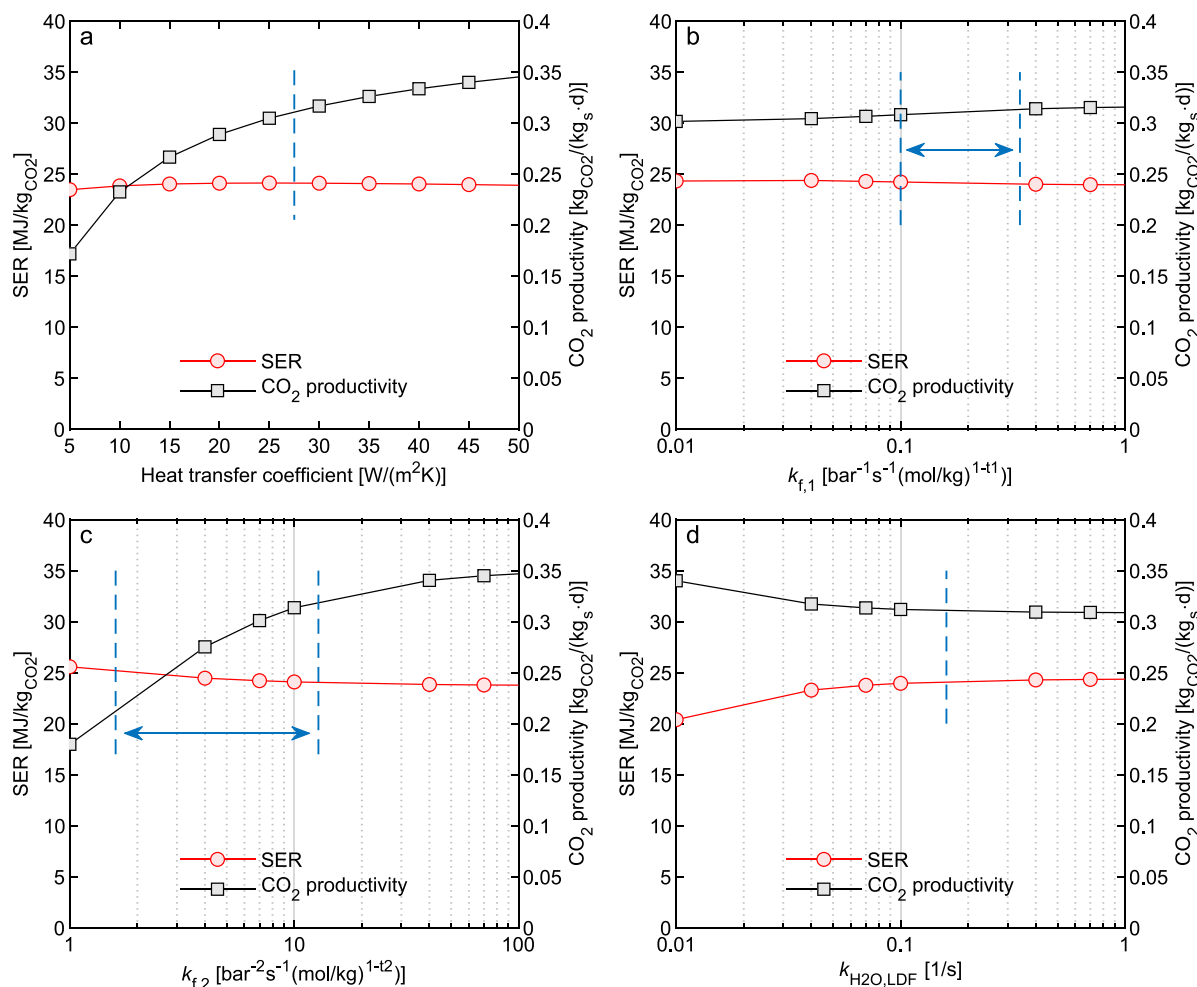 a
SER [MJ/kgCO2]
40
35
30
25
20
15
10
5
0
0.4
0.35
0.3
0.25
0.2
0.15
0.1
0.05
0
CO2 productivity [kgCO2/(kgs·d)]
SER
CO2 productivity
5 10 15 20 25 30 35 40 45 50
Heat transfer coefficient [W/(m²K)]
b
SER [MJ/kgCO2]
40
35
30
25
20
15
10
5
0
0.4
0.35
0.3
0.25
0.2
0.15
0.1
0.05
0
CO2 productivity [kgCO2/(kgs·d)]
SER
CO2 productivity
0.01 0.1 1
kf,1 [bar-1s-1(mol/kg)1-t1)]
c
SER [MJ/kgCO2]
40
35
30
25
20
15
10
5
0
0.4
0.35
0.3
0.25
0.2
0.15
0.1
0.05
0
CO2 productivity [kgCO2/(kgs·d)]
SER
CO2 productivity
1 10 100
kf,2 [bar-2s-1(mol/kg)1-t2)]
d
SER [MJ/kgCO2]
40
35
30
25
20
15
10
5
0
0.4
0.35
0.3
0.25
0.2
0.15
0.1
0.05
0
CO2 productivity [kgCO2/(kgs·d)]
SER
CO2 productivity
0.01 0.1 1
kH2O,LDF [1/s]